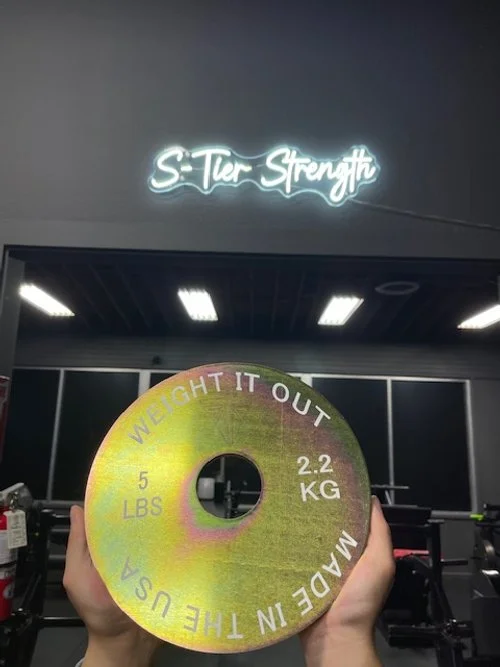 S-Tier Strength
WEIGHT IT OUT
5
LBS
2.2
KG
MADE IN THE USA